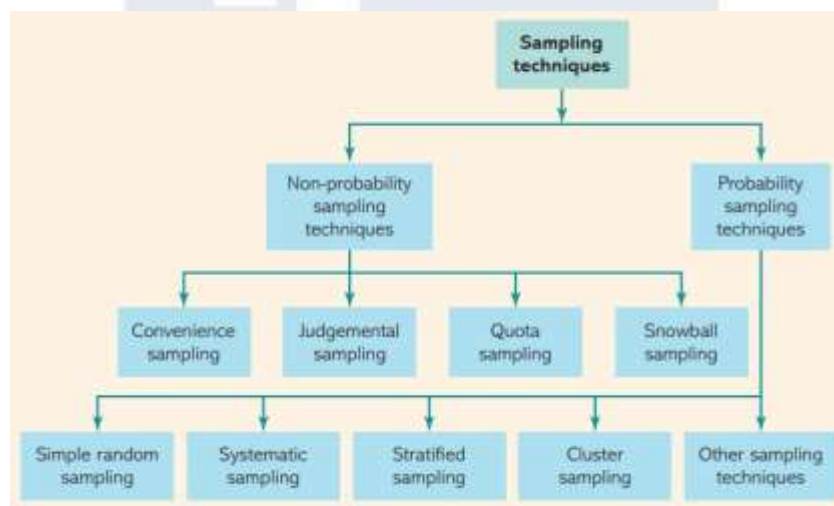 Sampling
techniques
Non-probability
sampling
techniques
Probability
sampling
techniques
Convenience
sampling
Judgemental
sampling
Quota
sampling
Snowball
sampling
Simple random
sampling
Systematic
sampling
Stratified
sampling
Cluster
sampling
Other sampling
techniques